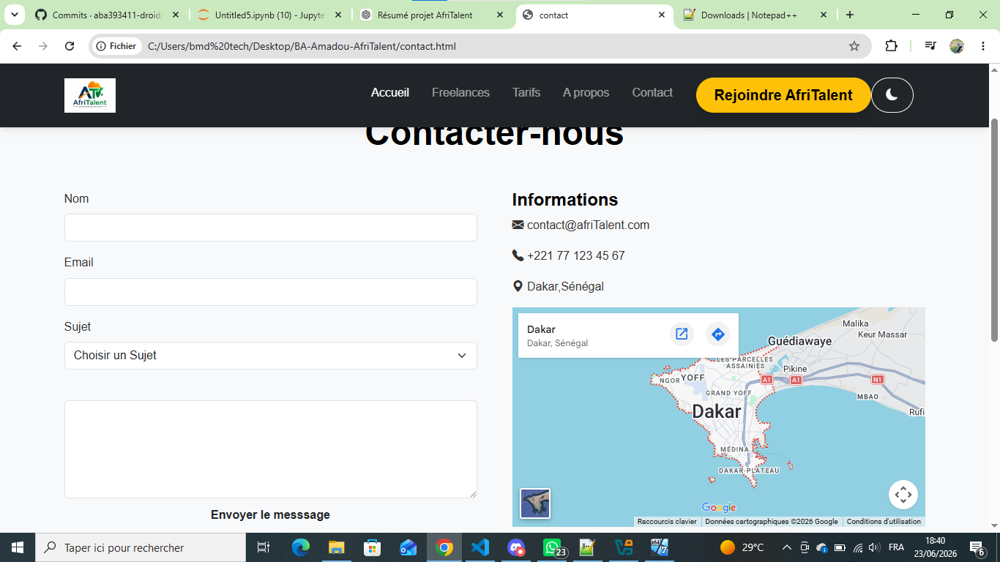 Commits · aba393411-droid/
Untitled5.ipynb (10) - Jupyte
Résumé projet AfriTalent
contact
Downloads | Notepad++
Fichier
C:/Users/bmd%20tech/Desktop/BA-Amadou-AfriTalent/contact.html
AfriTalent
Accueil
Freelances
Tarifs
A propos
Contact
Rejoindre AfriTalent
Contacter-nous
Nom
Email
Sujet
Choisir un Sujet
Envoyer le messsage
Informations
contact@afriTalent.com
+221 77 123 45 67
Dakar,Sénégal
Dakar
Dakar, Sénégal
Malika
Keur Massar
Guédiawaye
LES PARCELLES
ASSAINIES
Pikine
NGOR
YOFF
A1
A1
N1
GRAND YOFF
MBAO
Dakar
Rufi
MÉDINA
DAKAR-PLATEAU
Google
Raccourcis clavier
Données cartographiques ©2026 Google
Conditions d'utilisation
Taper ici pour rechercher
23
29°C
FRA
18:40
23/06/2026
6